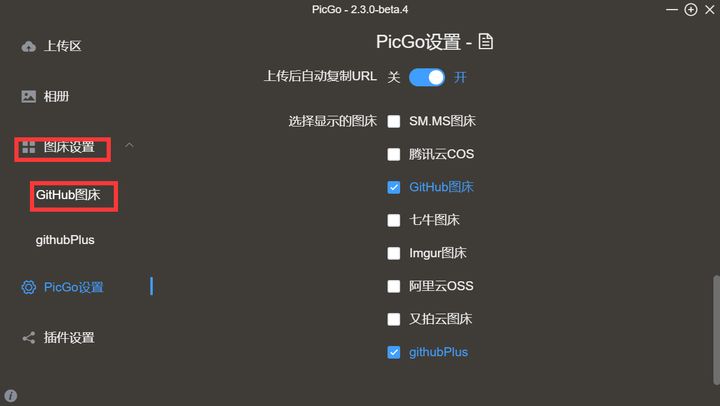 PicGo - 2.3.0-beta.4
上传区
相册
图床设置
GitHub图床
githubPlus
PicGo设置
插件设置
PicGo设置 -
上传后自动复制URL 关 开
选择显示的图床
SM.MS图床
腾讯云COS
GitHub图床
七牛图床
Imgur图床
阿里云OSS
又拍云图床
githubPlus